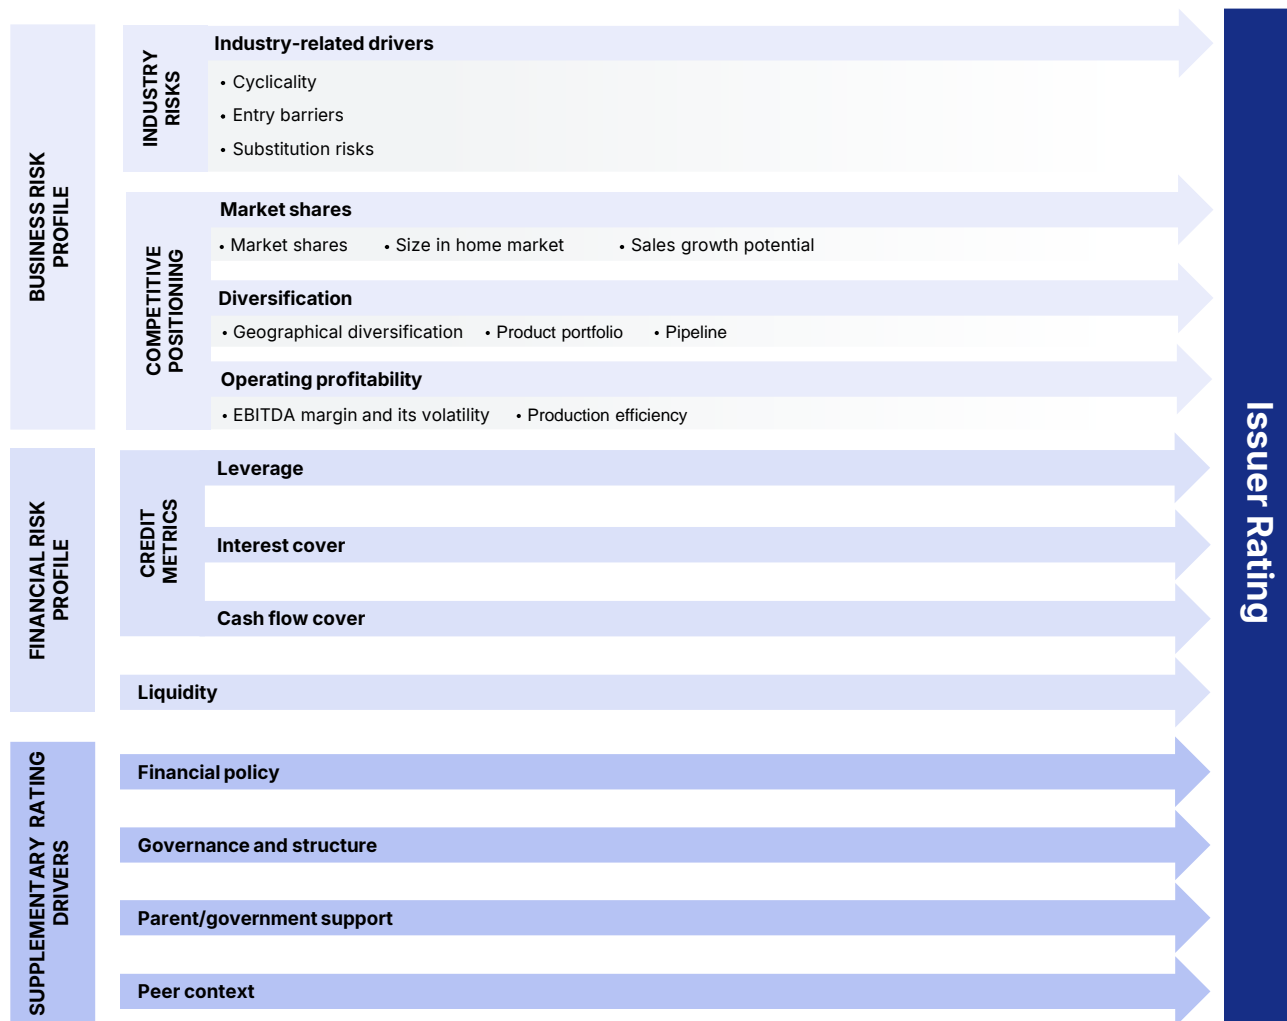 BUSINESS RISK
PROFILE
INDUSTRY
RISKS
Industry-related drivers
• Cyclicality
• Entry barriers
• Substitution risks
COMPETITIVE
POSITIONING
Market shares
• Market shares • Size in home market • Sales growth potential
Diversification
• Geographical diversification • Product portfolio • Pipeline
Operating profitability
• EBITDA margin and its volatility • Production efficiency
FINANCIAL RISK
PROFILE
CREDIT
METRICS
Leverage
Interest cover
Cash flow cover
Liquidity
SUPPLEMENTARY RATING
DRIVERS
Financial policy
Governance and structure
Parent/government support
Peer context
Issuer Rating